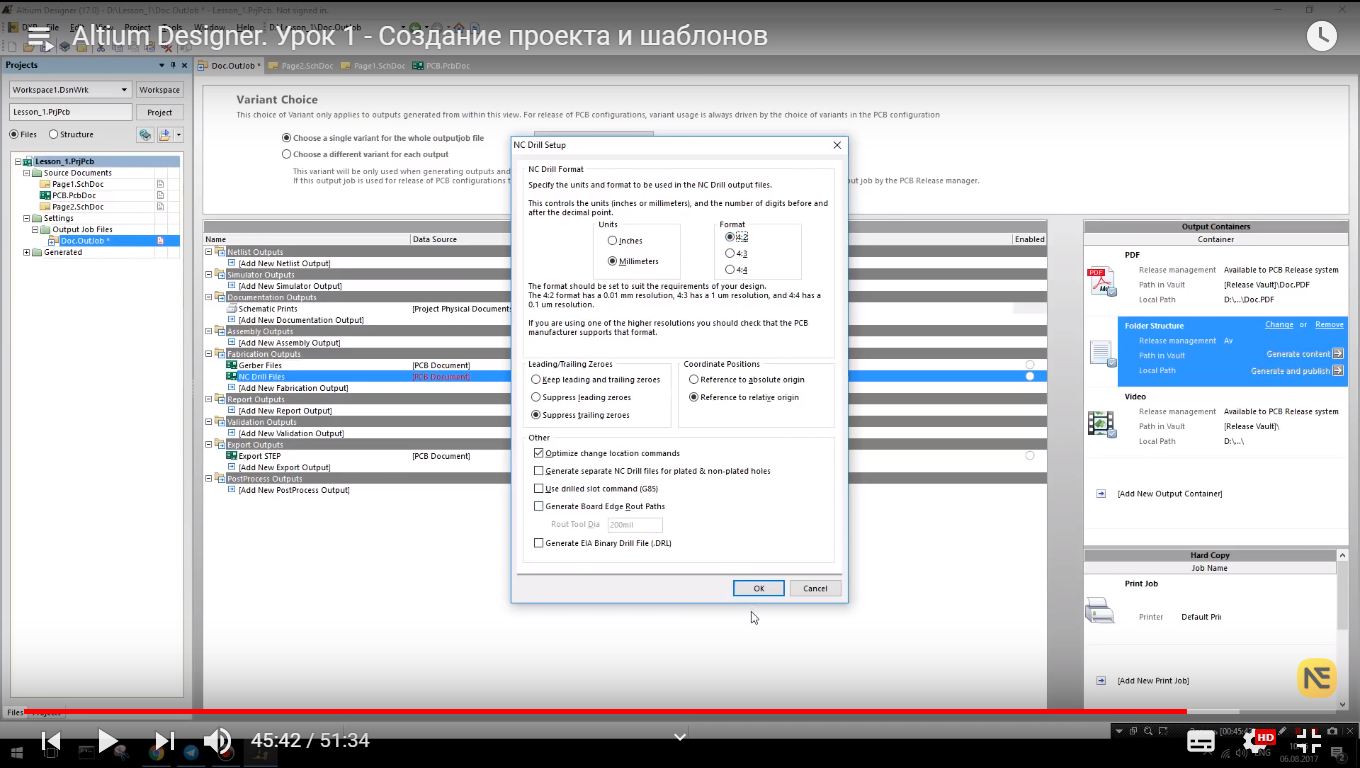 Altium Designer (17.0) - D:\Lesson_1\Doc.OutJob * - Lesson_1.PrjPcb. Not signed in.
Altium Designer. Урок 1 - Создание проекта и шаблонов
Projects
Doc.OutJob *
Page2.SchDoc
Page1.SchDoc
PCB.PcbDoc
Workspace1.DsnWrk
Workspace
Lesson_1.PrjPcb
Project
Files
Structure
Lesson_1.PrjPcb
Source Documents
Page1.SchDoc
PCB.PcbDoc
Page2.SchDoc
Settings
Output Job Files
Doc.OutJob *
Generated
Variant Choice
This choice of Variant only applies to outputs generated from within this view. For release of PCB configurations, variant usage is always driven by the choice of variants in the PCB configuration
Choose a single variant for the whole outputjob file
Choose a different variant for each output
This variant will be only used when generating outputs and
If this output job is used for release of PCB configurations
put job by the PCB Release manager.
Name
Data Source
Enabled
Netlist Outputs
[Add New Netlist Output]
Simulator Outputs
[Add New Simulator Output]
Documentation Outputs
Schematic Prints
[Project Physical Documents
[Add New Documentation Output]
Assembly Outputs
[Add New Assembly Output]
Fabrication Outputs
Gerber Files
[PCB Document]
NC Drill Files
[PCB Document]
[Add New Fabrication Output]
Report Outputs
[Add New Report Output]
Validation Outputs
[Add New Validation Output]
Export Outputs
Export STEP
[PCB Document]
[Add New Export Output]
PostProcess Outputs
[Add New PostProcess Output]
NC Drill Setup
NC Drill Format
Specify the units and format to be used in the NC Drill output files.
This controls the units (inches or millimeters), and the number of digits before and
after the decimal point.
Units
Inches
Millimeters
Format
4:2
4:3
4:4
The format should be set to suit the requirements of your design.
The 4:2 format has a 0.01 mm resolution, 4:3 has a 1 um resolution, and 4:4 has a
0.1 um resolution.
If you are using one of the higher resolutions you should check that the PCB
manufacturer supports that format.
Leading/Trailing Zeroes
Keep leading and trailing zeroes
Suppress leading zeroes
Suppress trailing zeroes
Coordinate Positions
Reference to absolute origin
Reference to relative origin
Other
Optimize change location commands
Generate separate NC Drill files for plated & non-plated holes
Use drilled slot command (G85)
Generate Board Edge Rout Paths
Rout Tool Dia
200mil
Generate EIA Binary Drill File (.DRL)
OK
Cancel
Output Containers
Container
PDF
Release management Available to PCB Release system
Path in Vault [Release Vault]\Doc.PDF
Local Path D:\...\Doc.PDF
Folder Structure
Change or Remove
Release management Av
Path in Vault
Generate content
Local Path
Generate and publish
Video
Release management Available to PCB Release system
Path in Vault [Release Vault]\
Local Path D:\...\
[Add New Output Container]
Hard Copy
Job Name
Print Job
Printer Default Pri
[Add New Print Job]
NE
Files
45:42 / 51:34
HD
06.08.2017